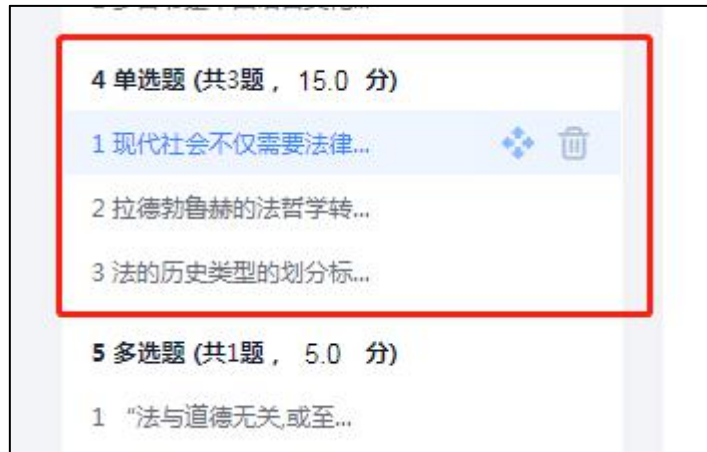 4 单选题 (共3题， 15.0 分)
1 现代社会不仅需要法律...
2 拉德勃鲁赫的法哲学转...
3 法的历史类型的划分标...
5 多选题 (共1题， 5.0 分)
1 “法与道德无关,或至...